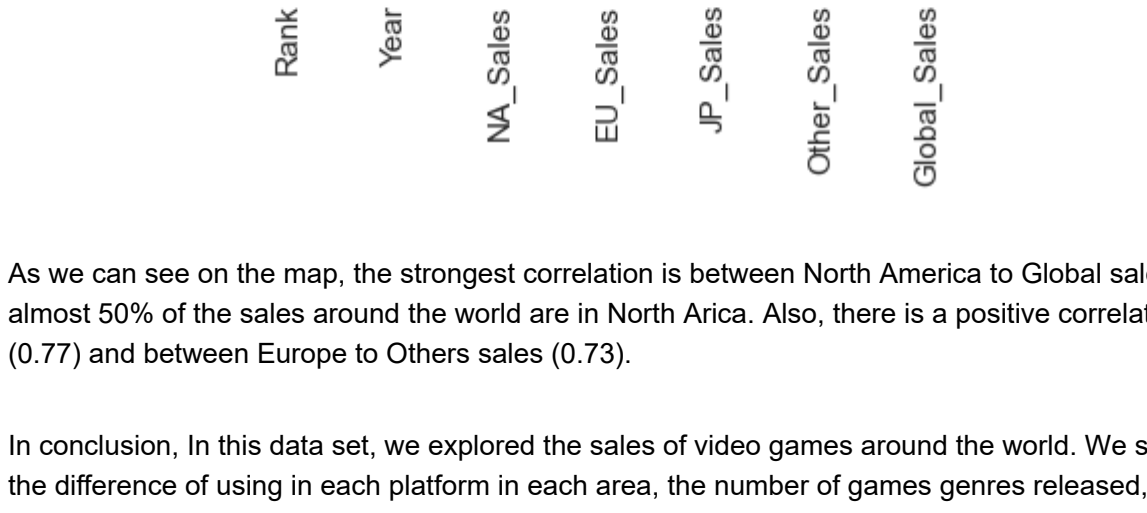 Rank
Year
NA_Sales
EU_Sales
JP_Sales
Other_Sales
Global_Sales
As we can see on the map, the strongest correlation is between North America to Global
almost 50% of the sales around the world are in North Arica. Also, there is a positive
(0.77) and between Europe to Others sales (0.73).
In conclusion, In this data set, we explored the sales of video games around the world. We
the difference of using in each platform in each area, the number of games genres released,